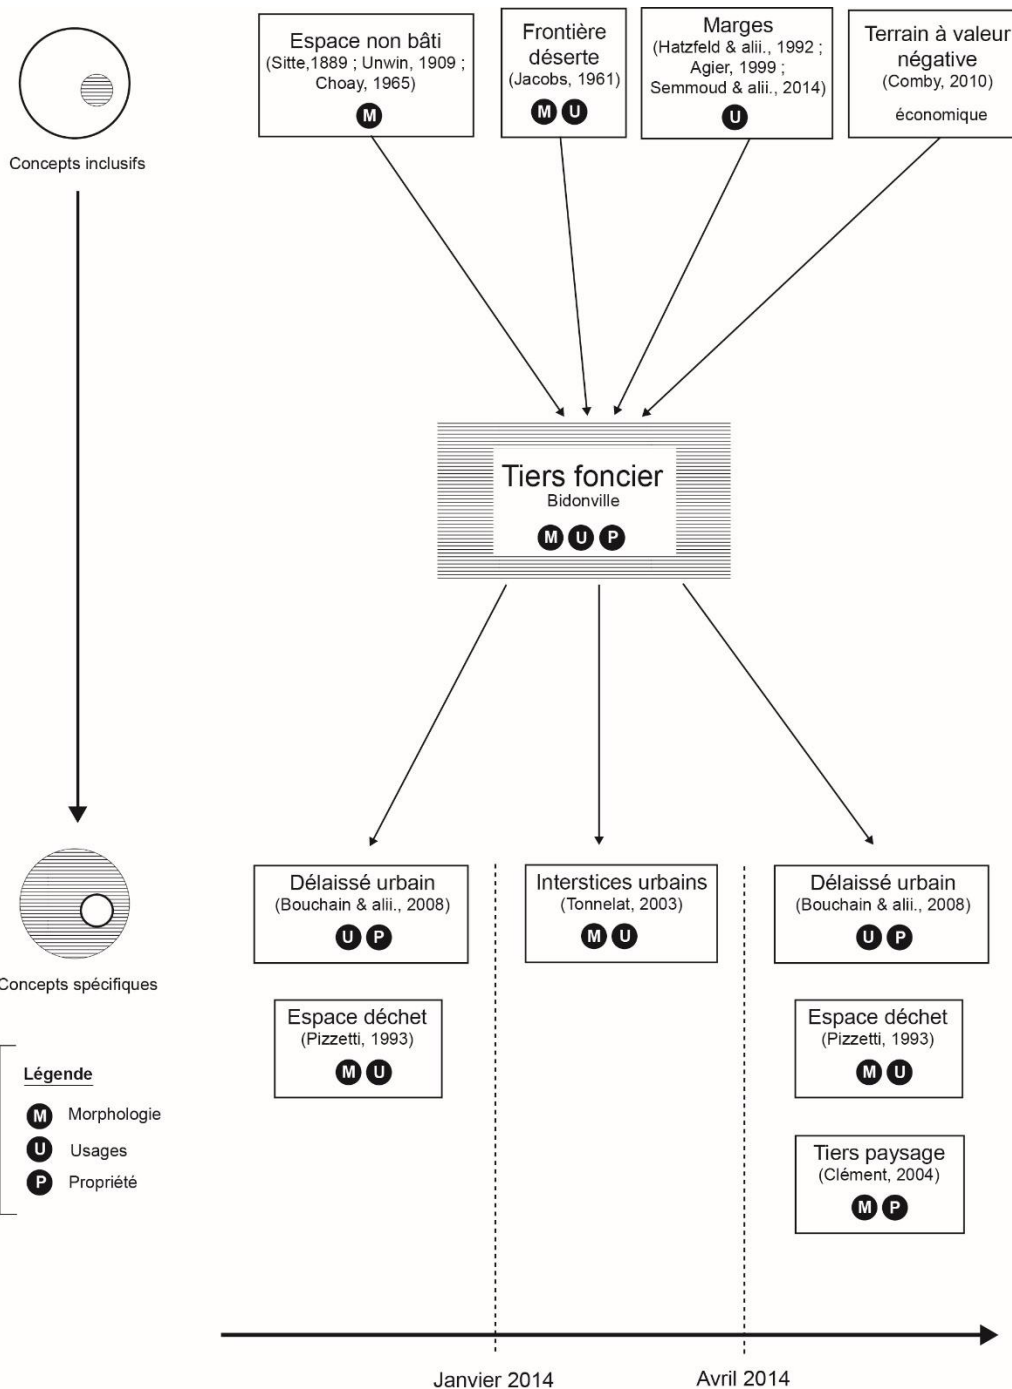 Concepts inclusifs
Espace non bâti
(Sitte,1889 ; Unwin, 1909 ;
Choay, 1965)
M
Frontière
déserte
(Jacobs, 1961)
M U
Marges
(Hatzfeld & alii., 1992 ;
Agier, 1999 ;
Semmoud & alii., 2014)
U
Terrain à valeur
négative
(Comby, 2010)
économique
Tiers foncier
Bidonville
M U P
Concepts spécifiques
Délaissé urbain
(Bouchain & alii., 2008)
U P
Espace déchet
(Pizzetti, 1993)
M U
Interstices urbains
(Tonnelat, 2003)
M U
Délaissé urbain
(Bouchain & alii., 2008)
U P
Espace déchet
(Pizzetti, 1993)
M U
Tiers paysage
(Clément, 2004)
M P
Légende
M Morphologie
U Usages
P Propriété
Janvier 2014
Avril 2014